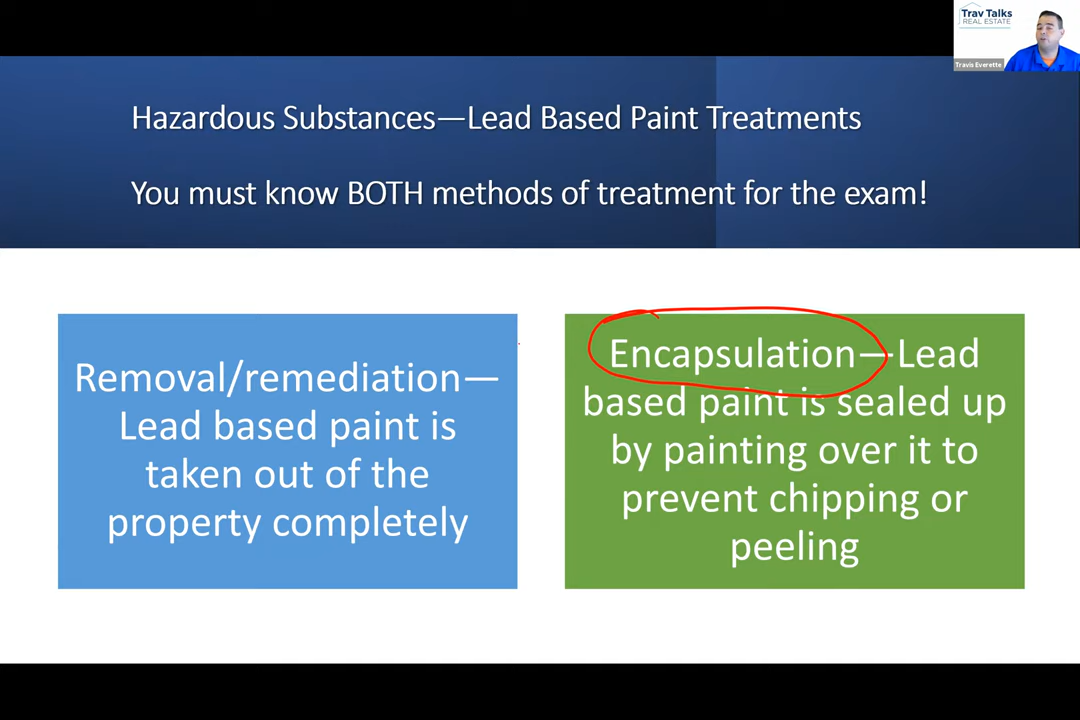 Trav Talks
REAL ESTATE
Travis Everette
Hazardous Substances—Lead Based Paint Treatments
You must know BOTH methods of treatment for the exam!
Removal/remediation—
Lead based paint is
taken out of the
property completely
Encapsulation—Lead
based paint is sealed up
by painting over it to
prevent chipping or
peeling